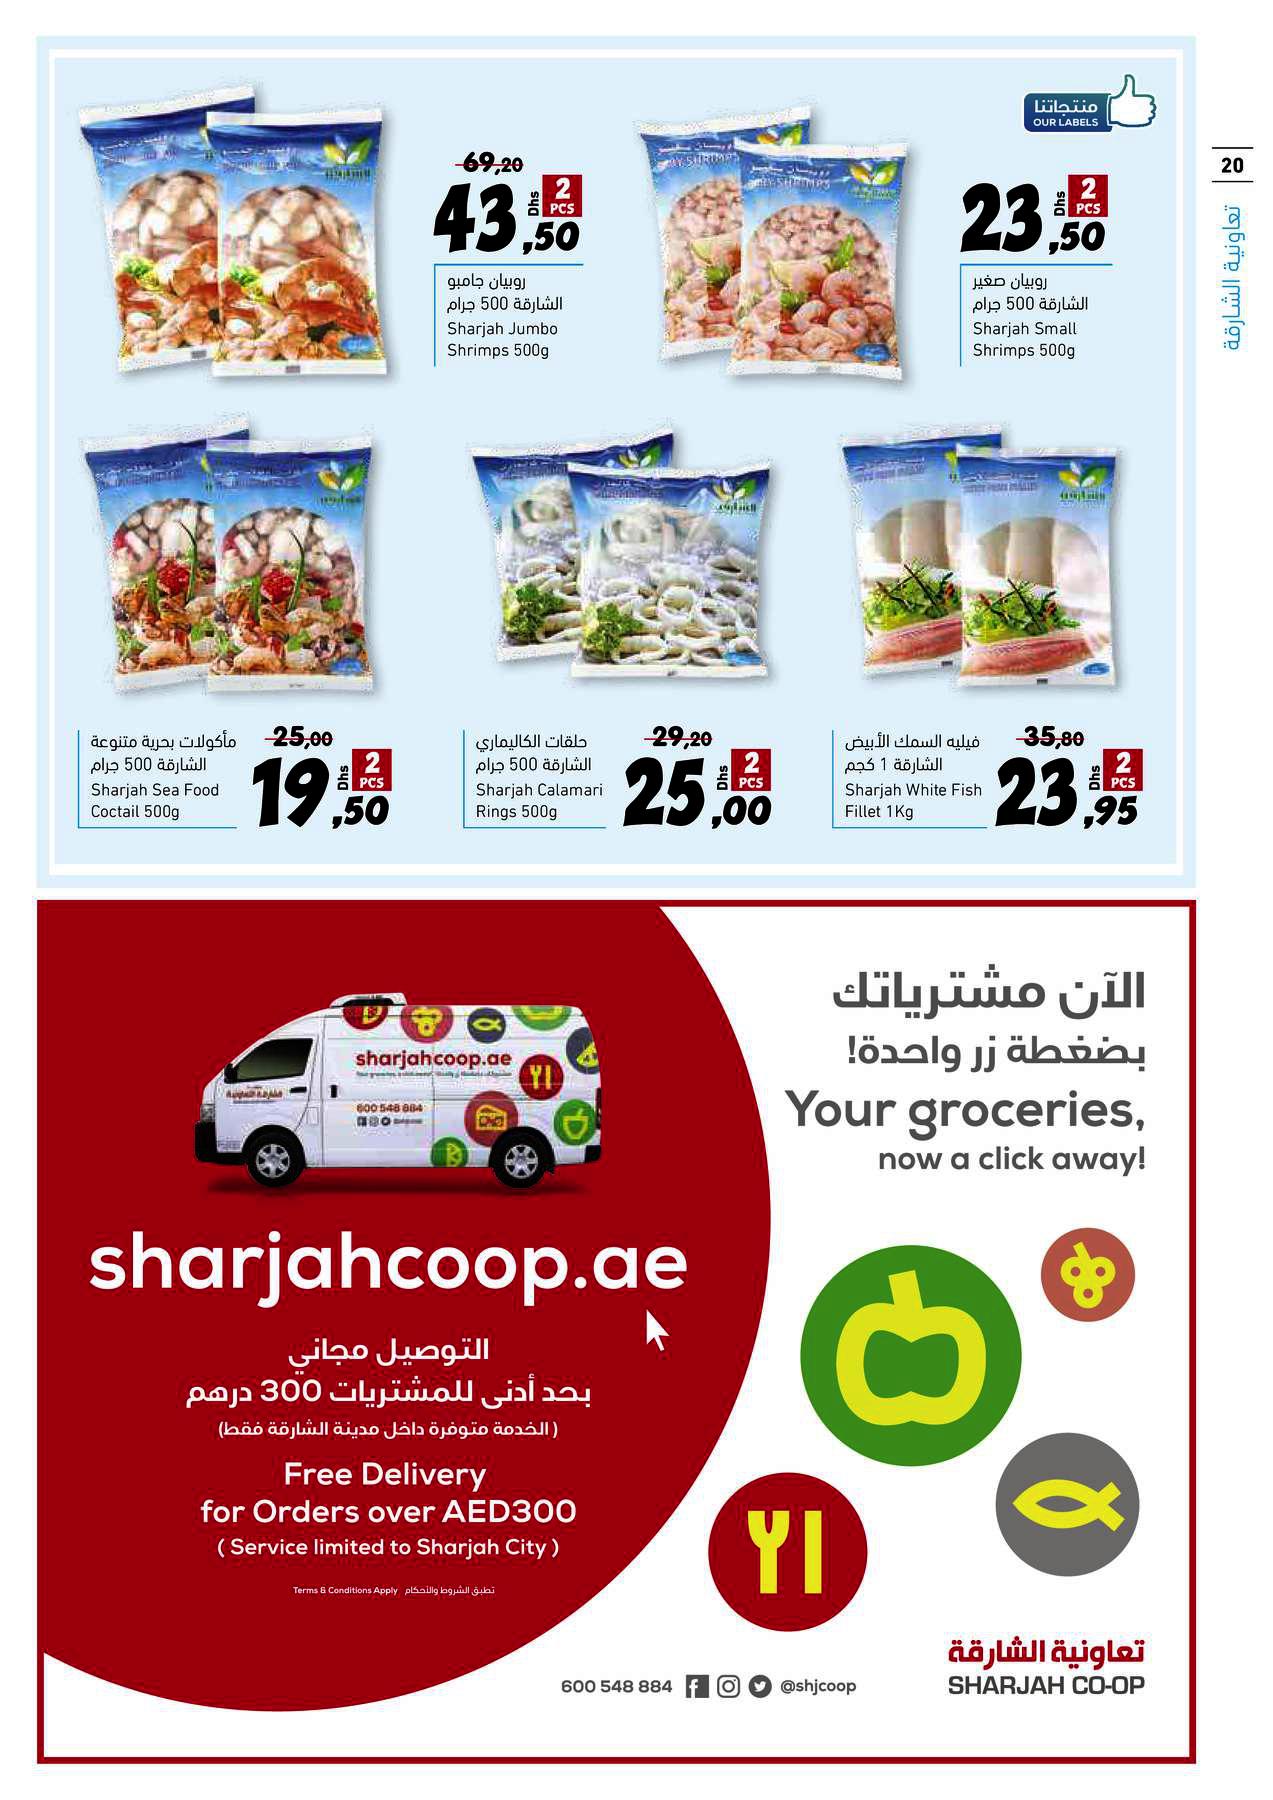 منتجاتنا
OUR LABELS
20
تعاونية الشارقة
69,20
43,50
Dhs
2
PCS
روبيان جامبو
الشارقة 500 جرام
Sharjah Jumbo
Shrimps 500g
23,50
Dhs
2
PCS
روبيان صغير
الشارقة 500 جرام
Sharjah Small
Shrimps 500g
مأكولات بحرية متنوعة
الشارقة 500 جرام
Sharjah Sea Food
Coctail 500g
25,00
19,50
Dhs
2
PCS
حلقات الكاليماري
الشارقة 500 جرام
Sharjah Calamari
Rings 500g
29,20
25,00
Dhs
2
PCS
فيليه السمك الأبيض
الشارقة 1 كجم
Sharjah White Fish
Fillet 1Kg
35,80
23,95
Dhs
2
PCS
الآن مشترياتك
بضغطة زر واحدة!
Your groceries,
now a click away!
sharjahcoop.ae
600 548 884
sharjahcoop.ae
التوصيل مجاني
بحد أدنى للمشتريات 300 درهم
(الخدمة متوفرة داخل مدينة الشارقة فقط)
Free Delivery
for Orders over AED300
( Service limited to Sharjah City )
Terms & Conditions Apply تطبق الشروط والأحكام
تعاونية الشارقة
SHARJAH CO-OP
600 548 884 @shjcoop